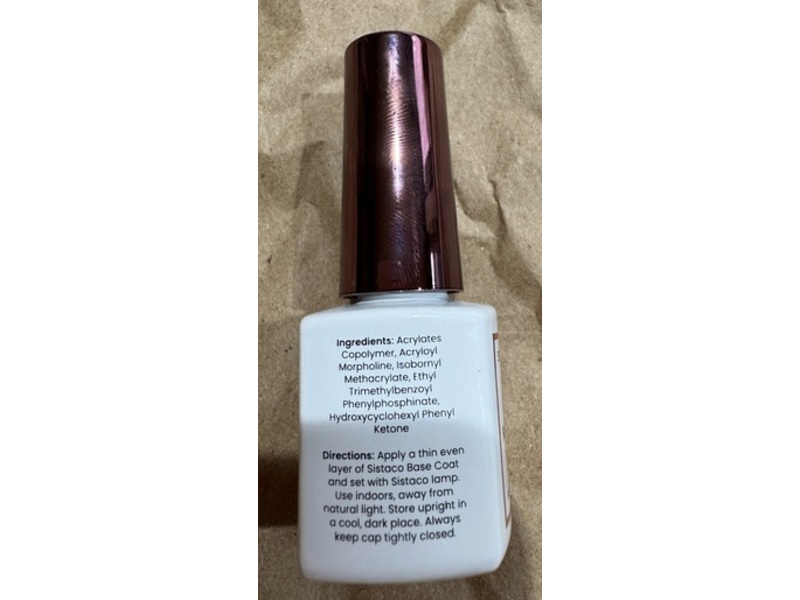 Ingredients: Acrylates
Copolymer, Acryloyl
Morpholine, Isobornyl
Methacrylate, Ethyl
Trimethylbenzoyl
Phenylphosphinate,
Hydroxycyclohexyl Phenyl
Ketone
Directions: Apply a thin even
layer of Sistaco Base Coat
and set with Sistaco lamp.
Use indoors, away from
natural light. Store upright in
a cool, dark place. Always
keep cap tightly closed.